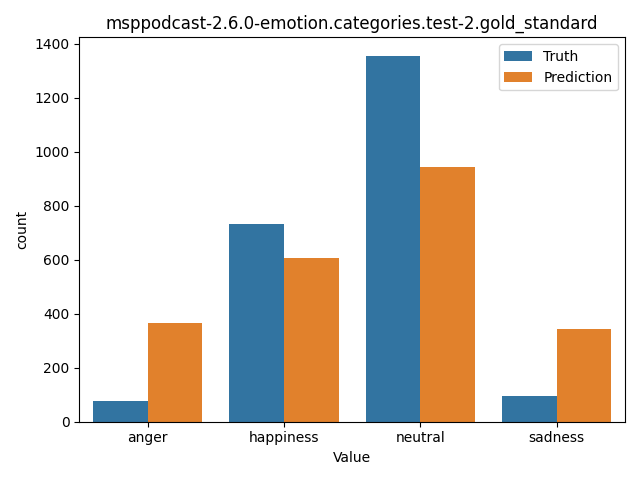 msppodcast-2.6.0-emotion.categories.test-2.gold_standard
Truth
Prediction
1400
1200
1000
800
600
400
200
0
count
anger happiness neutral sadness
Value